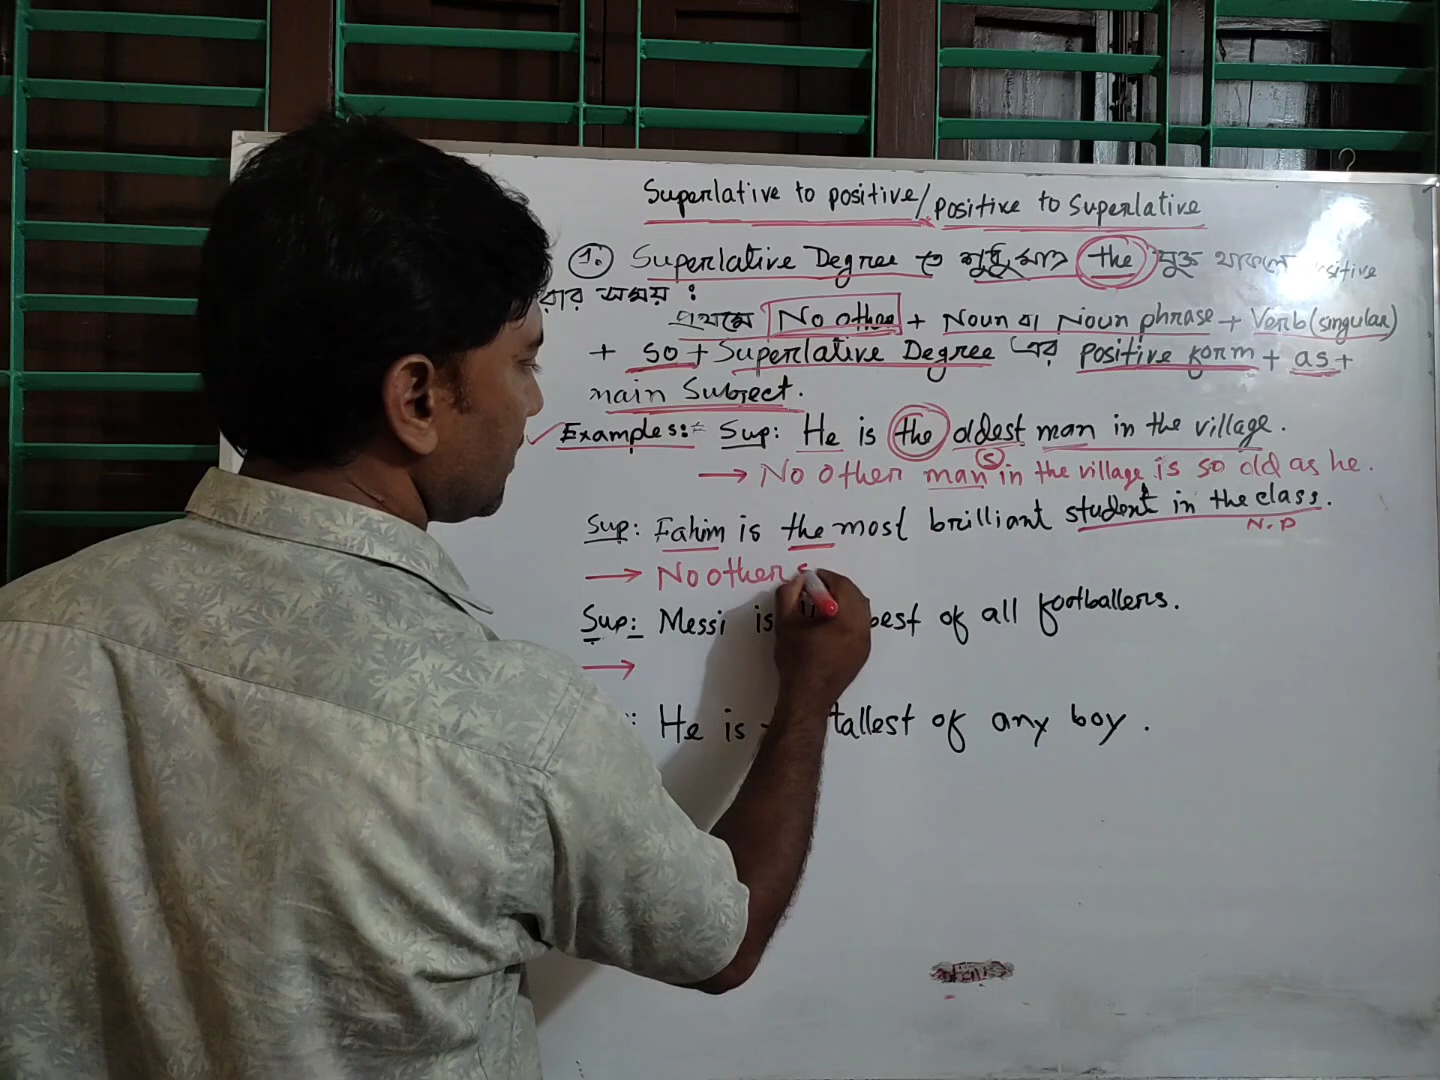 Superlative to positive/positive to Superlative
1. Superlative Degree এ শুধুমাত্র the যুক্ত থাকলে positive
বার সময় :
প্রথমে No other + Noun বা Noun phrase + Verb (singular)
+ so + Superlative Degree এর positive form + as +
main Subject.
Examples:- Sup: He is the oldest man in the village.
→ No other man in the village is so old as he.
(s)
Sup: Fahim is the most brilliant student in the class.
N.P
→ No other s
Sup: Messi is best of all footballers.
→
: He is tallest of any boy.